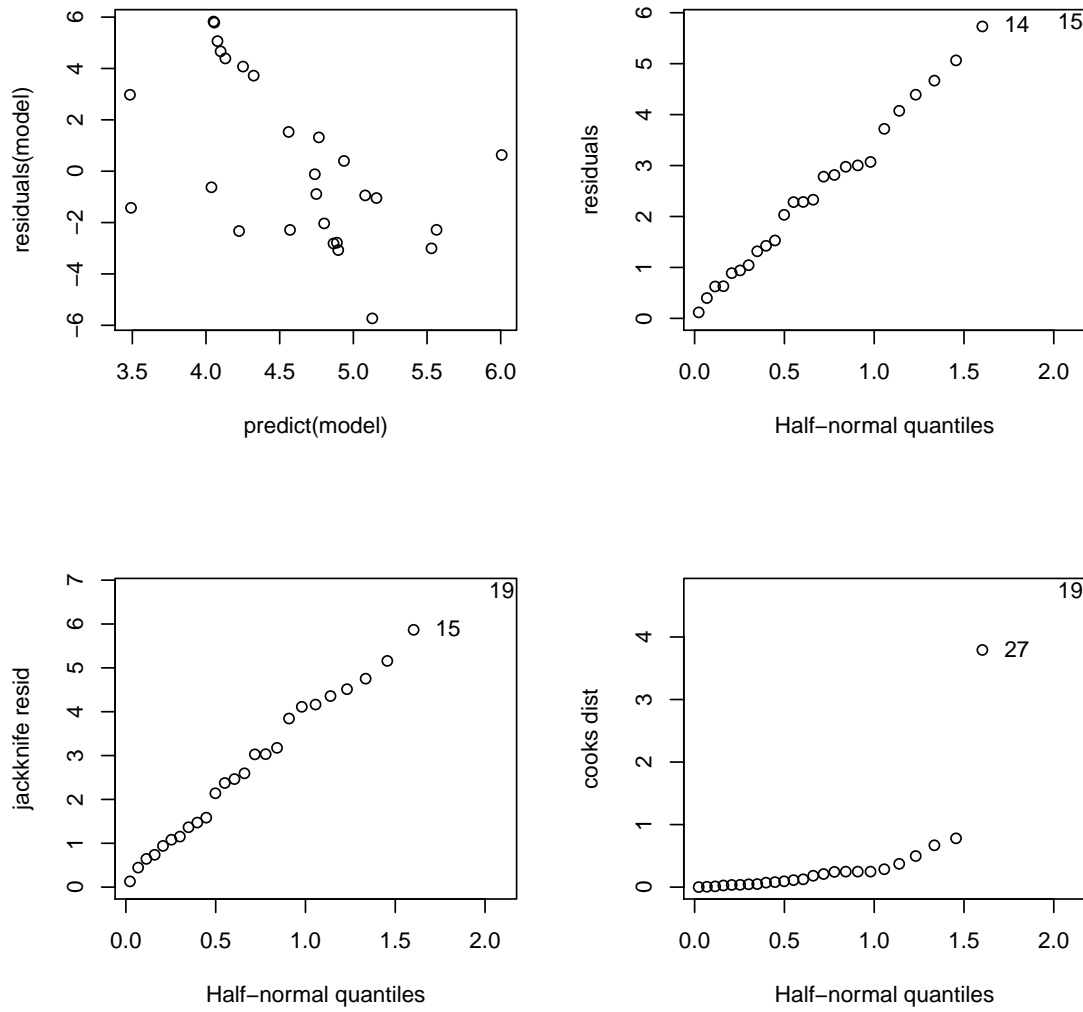 6
4
2
0
−2
−4
−6
residuals(model)
3.5 4.0 4.5 5.0 5.5 6.0
predict(model)
6
5
4
3
2
1
0
residuals
14 15
0.0 0.5 1.0 1.5 2.0
Half−normal quantiles
7
6
5
4
3
2
1
0
jackknife resid
19
15
0.0 0.5 1.0 1.5 2.0
Half−normal quantiles
4
3
2
1
0
cooks dist
19
27
0.0 0.5 1.0 1.5 2.0
Half−normal quantiles